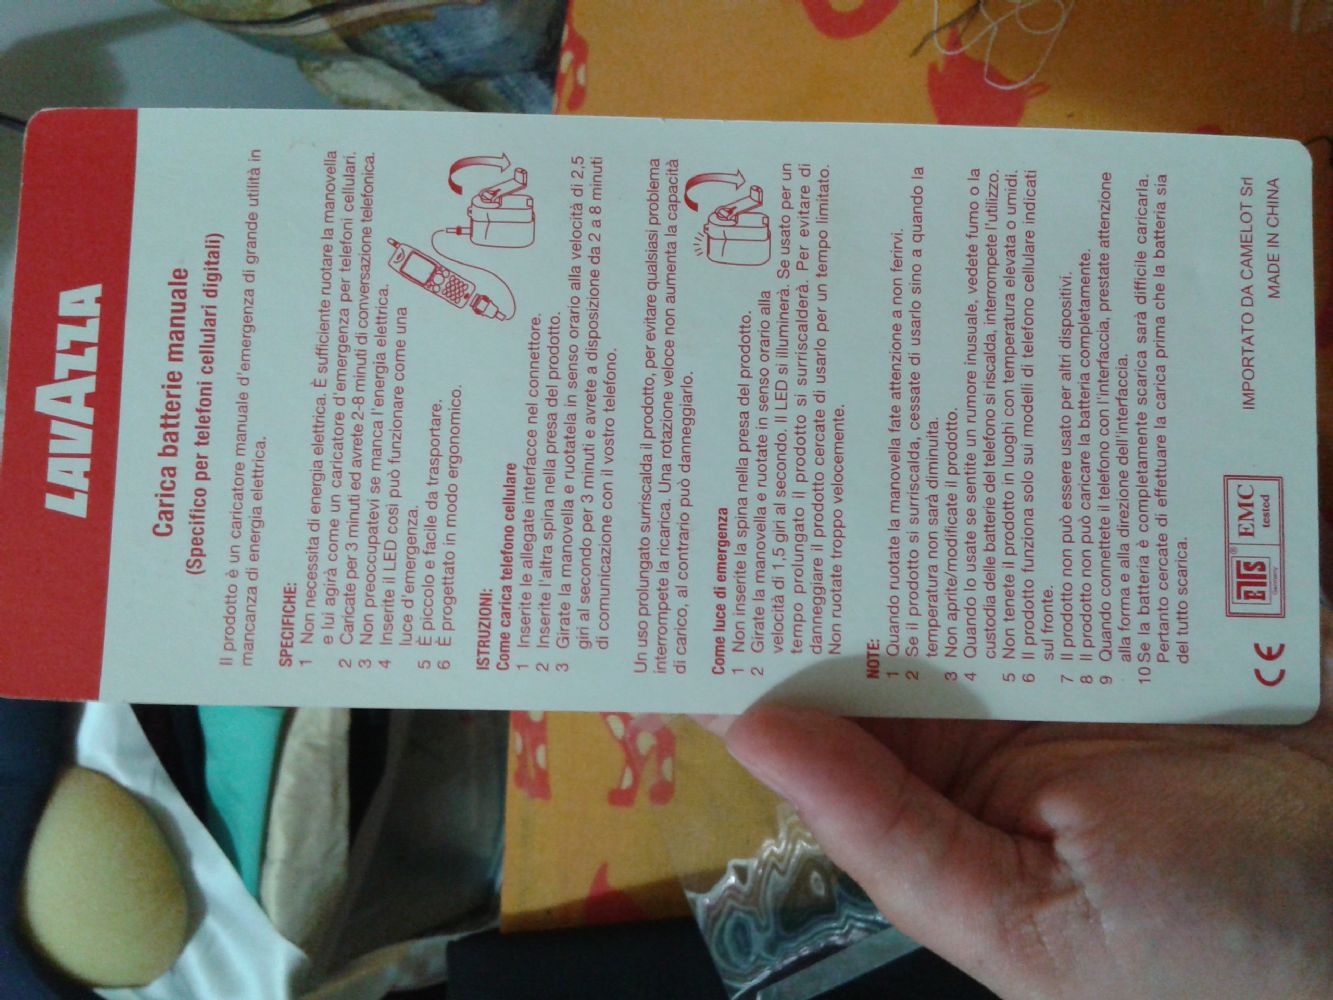 LAVAZZA
Carica batterie manuale
(Specifico per telefoni cellulari digitali)
Il prodotto è un caricatore manuale d'emergenza di grande utilità in
mancanza di energia elettrica.
SPECIFICHE:
1 Non necessita di energia elettrica. È sufficiente ruotare la manovella
e lui agirà come un caricatore d'emergenza per telefoni cellulari.
2 Caricate per 3 minuti ed avrete 2-8 minuti di conversazione telefonica.
3 Non preoccupatevi se manca l'energia elettrica.
4 Inserite il LED così può funzionare come una
luce d'emergenza.
5 È piccolo e facile da trasportare.
6 È progettato in modo ergonomico.
ISTRUZIONI:
Come carica telefono cellulare
1 Inserite le allegate interfacce nel connettore.
2 Inserite l'altra spina nella presa del prodotto.
3 Girate la manovella e ruotatela in senso orario alla velocità di 2,5
giri al secondo per 3 minuti e avrete a disposizione da 2 a 8 minuti
di comunicazione con il vostro telefono.
Un uso prolungato surriscalda il prodotto, per evitare qualsiasi problema
interrompete la ricarica. Una rotazione veloce non aumenta la capacità
di carico, al contrario può danneggiarlo.
Come luce di emergenza
1 Non inserite la spina nella presa del prodotto.
2 Girate la manovella e ruotate in senso orario alla
velocità di 1,5 giri al secondo. Il LED si illuminerà. Se usato per un
tempo prolungato il prodotto si surriscalderà. Per evitare di
danneggiare il prodotto cercate di usarlo per un tempo limitato.
Non ruotate troppo velocemente.
NOTE:
1 Quando ruotate la manovella fate attenzione a non ferirvi.
2 Se il prodotto si surriscalda, cessate di usarlo sino a quando la
temperatura non sarà diminuita.
3 Non aprite/modificate il prodotto.
4 Quando lo usate se sentite un rumore inusuale, vedete fumo o la
custodia delle batterie del telefono si riscalda, interrompete l'utilizzo.
5 Non tenete il prodotto in luoghi con temperatura elevata o umidi.
6 Il prodotto funziona solo sui modelli di telefono cellulare indicati
sul fronte.
7 Il prodotto non può essere usato per altri dispositivi.
8 Il prodotto non può caricare la batteria completamente.
9 Quando connettete il telefono con l'interfaccia, prestate attenzione
alla forma e alla direzione dell'interfaccia.
10 Se la batteria è completamente scarica sarà difficile caricarla.
Pertanto cercate di effettuare la carica prima che la batteria sia
del tutto scarica.
CE
ETS ® EMC
Germany tested
IMPORTATO DA CAMELOT Srl
MADE IN CHINA